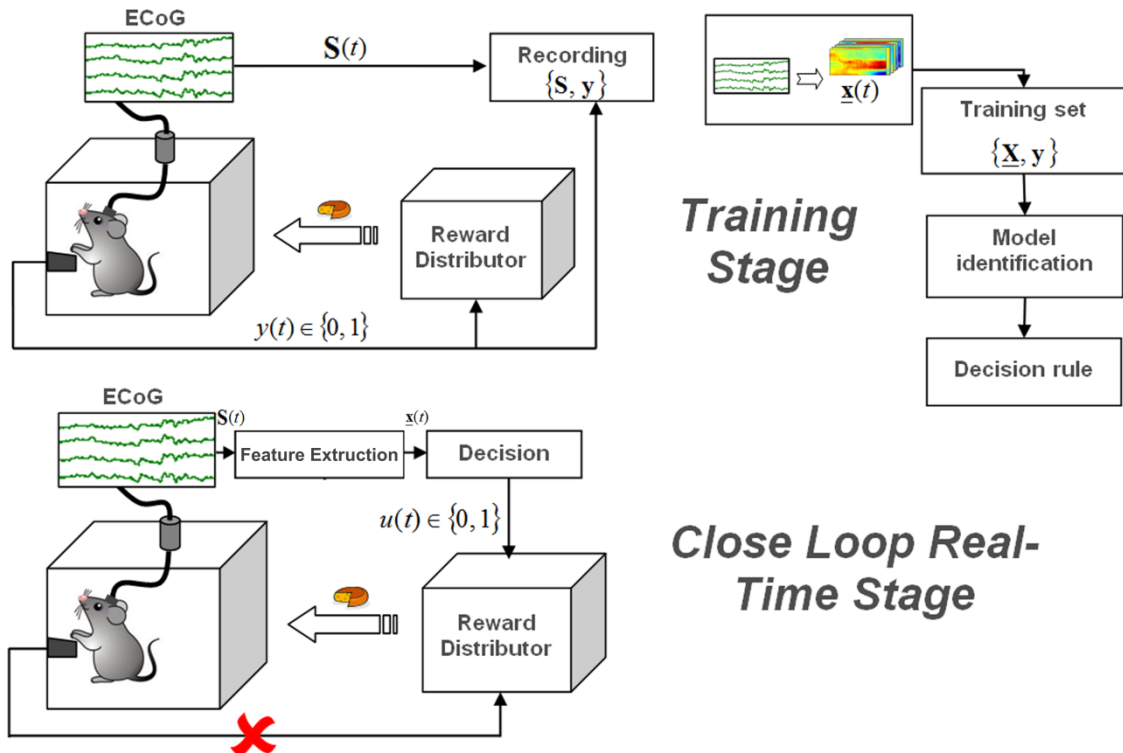 ECoG
S(t)
Recording
{S, y}
x̲(t)
Training set
{X̲, y}
Training
Stage
Reward
Distributor
Model
identification
y(t) ∈ {0, 1}
Decision rule
ECoG
S(t)
Feature Extruction
x̲(t)
Decision
u(t) ∈ {0, 1}
Close Loop Real-
Time Stage
Reward
Distributor